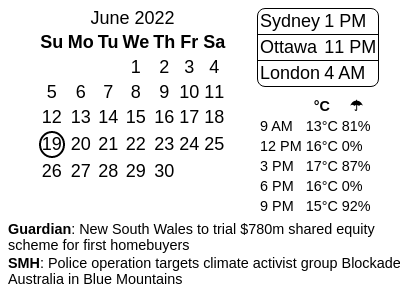 June 2022
Su Mo Tu We Th Fr Sa
1 2 3 4
5 6 7 8 9 10 11
12 13 14 15 16 17 18
19 20 21 22 23 24 25
26 27 28 29 30
Sydney 1 PM
Ottawa 11 PM
London 4 AM
°C ☂
9 AM 13°C 81%
12 PM 16°C 0%
3 PM 17°C 87%
6 PM 16°C 0%
9 PM 15°C 92%
Guardian: New South Wales to trial $780m shared equity
scheme for first homebuyers
SMH: Police operation targets climate activist group Blockade
Australia in Blue Mountains